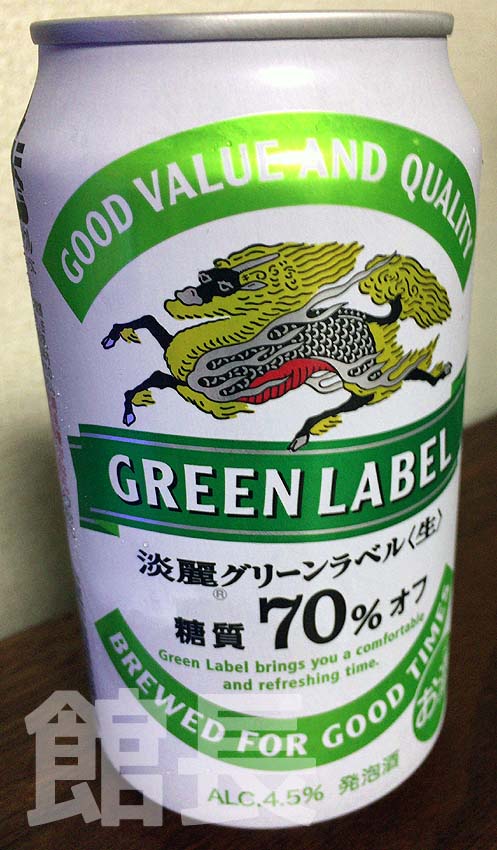 GOOD VALUE AND QUALITY
GREEN LABEL
淡麗グリーンラベル〈生〉
®
糖質 70%オフ
Green Label brings you a comfortable
and refreshing time.
BREWED FOR GOOD TIMES
ALC.4.5% 発泡酒
館長